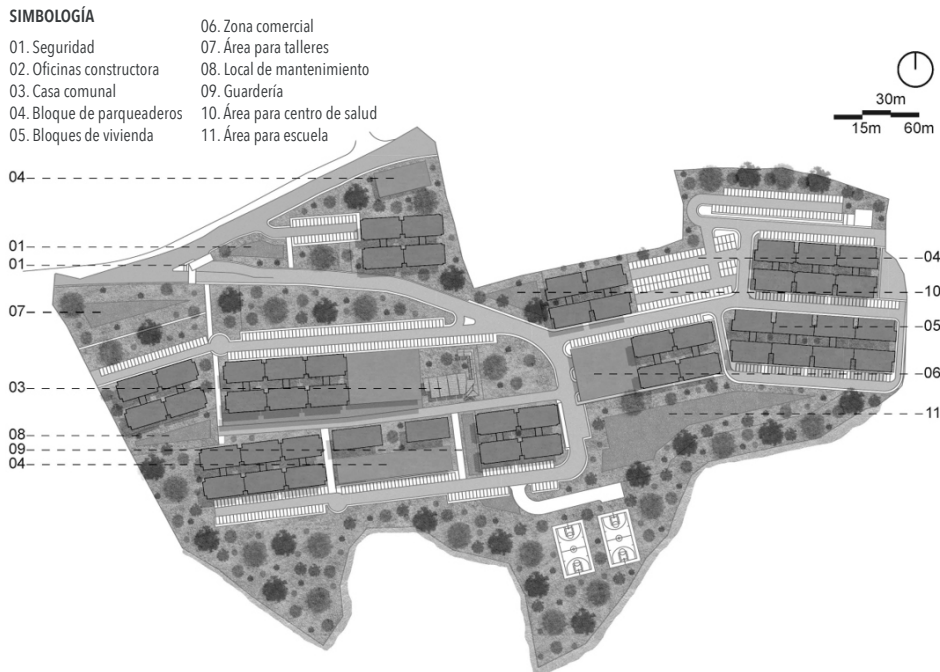 SIMBOLOGÍA
01. Seguridad
02. Oficinas constructora
03. Casa comunal
04. Bloque de parqueaderos
05. Bloques de vivienda
06. Zona comercial
07. Área para talleres
08. Local de mantenimiento
09. Guardería
10. Área para centro de salud
11. Área para escuela
30m
15m 60m
04
01
01
07
03
08
09
04
04
10
05
06
11